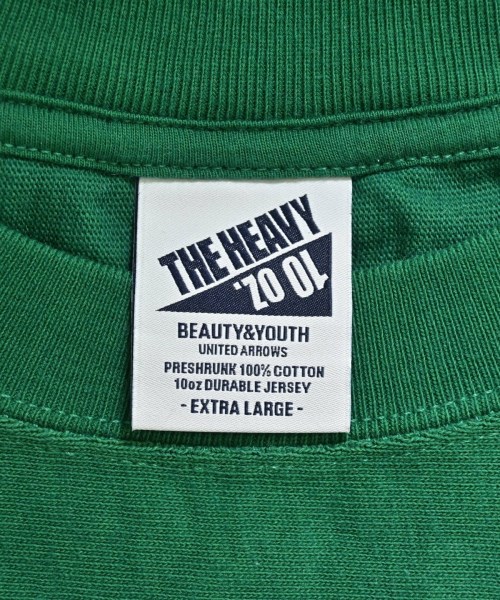 THE HEAVY
10 OZ.
BEAUTY&YOUTH
UNITED ARROWS
PRESHRUNK 100% COTTON
10oz DURABLE JERSEY
- EXTRA LARGE -